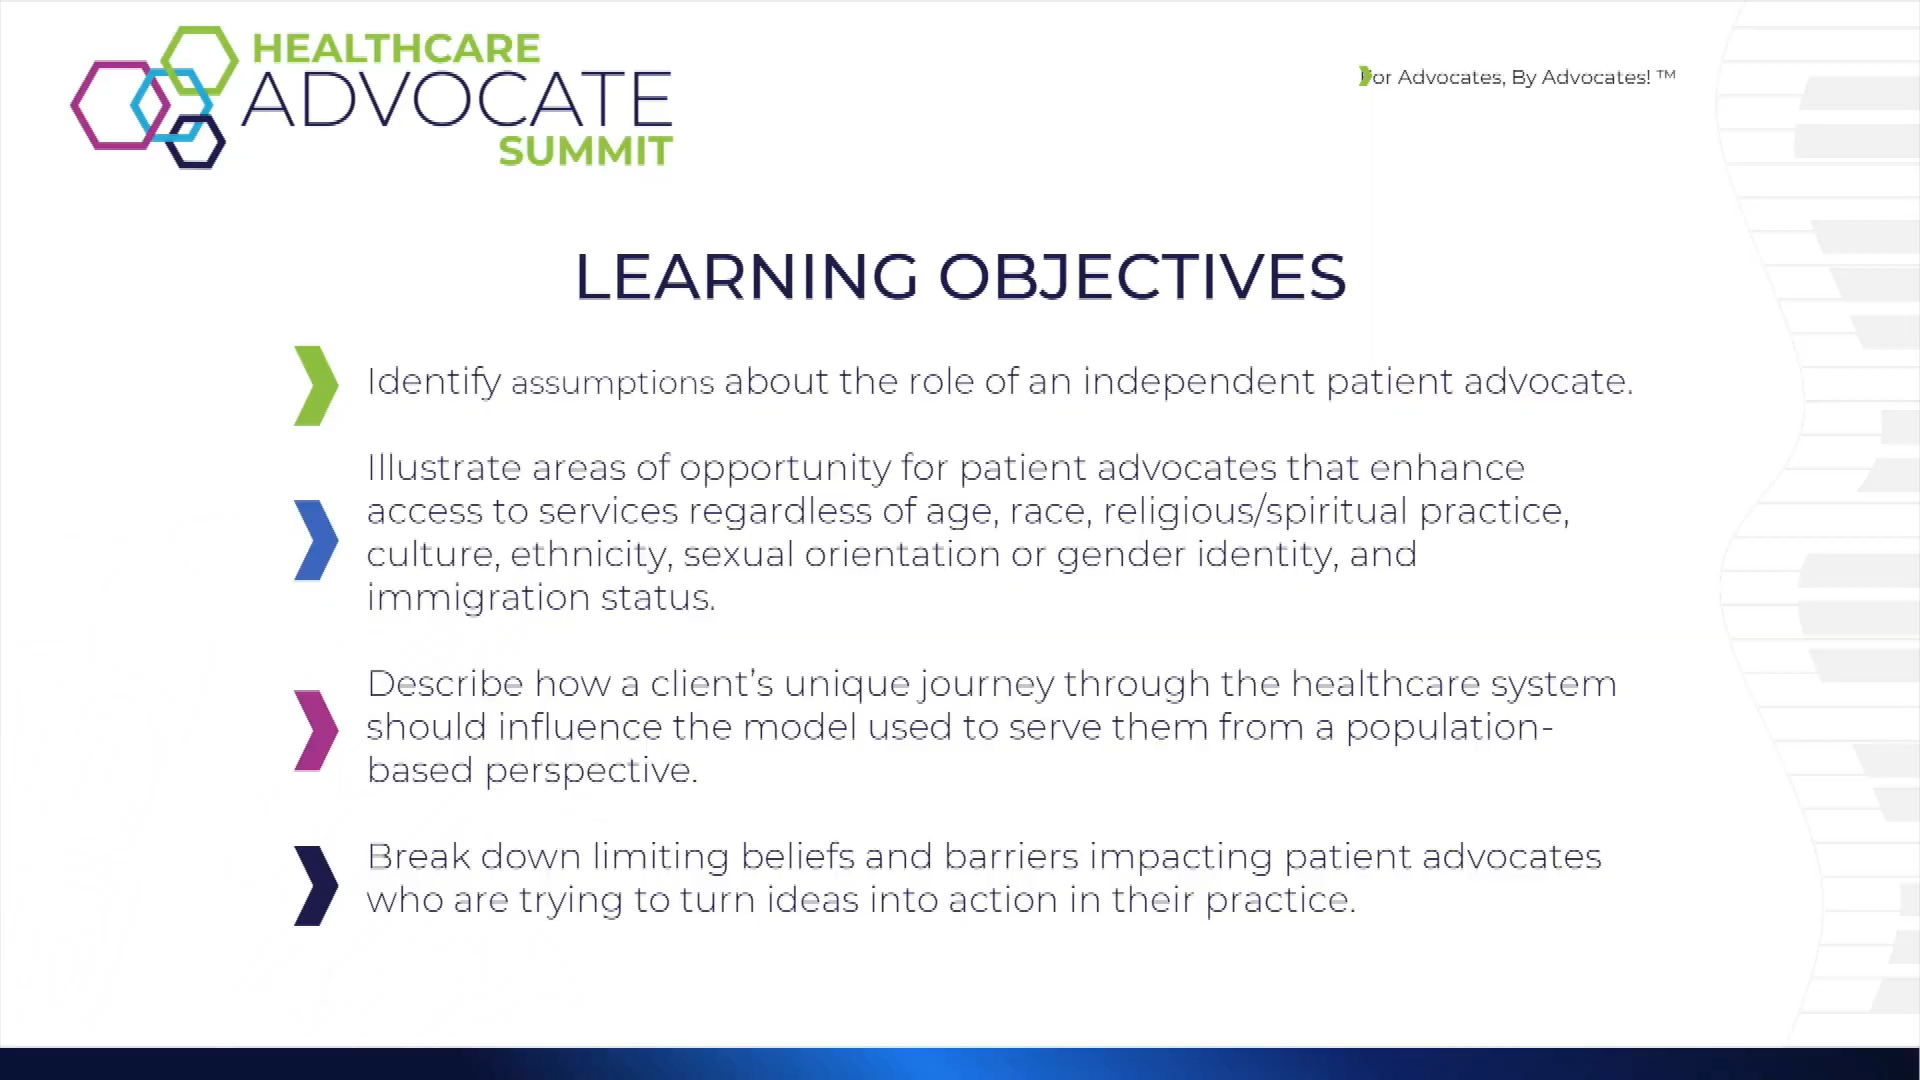 HEALTHCARE
ADVOCATE
SUMMIT
For Advocates, By Advocates! ™
LEARNING OBJECTIVES
Identify assumptions about the role of an independent patient advocate.
Illustrate areas of opportunity for patient advocates that enhance
access to services regardless of age, race, religious/spiritual practice,
culture, ethnicity, sexual orientation or gender identity, and
immigration status.
Describe how a client’s unique journey through the healthcare system
should influence the model used to serve them from a population-
based perspective.
Break down limiting beliefs and barriers impacting patient advocates
who are trying to turn ideas into action in their practice.